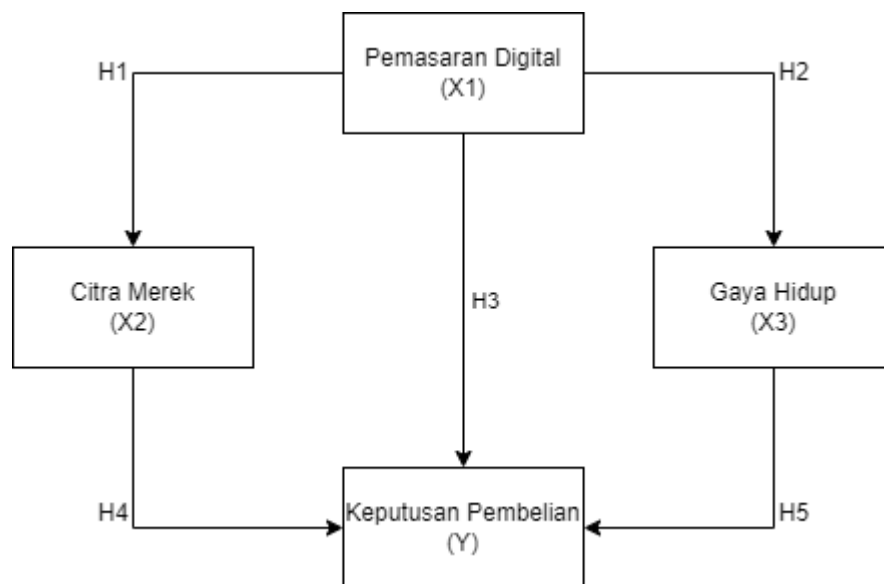 Pemasaran Digital
(X1)
H1
H2
Citra Merek
(X2)
H3
Gaya Hidup
(X3)
H4
Keputusan Pembelian
(Y)
H5